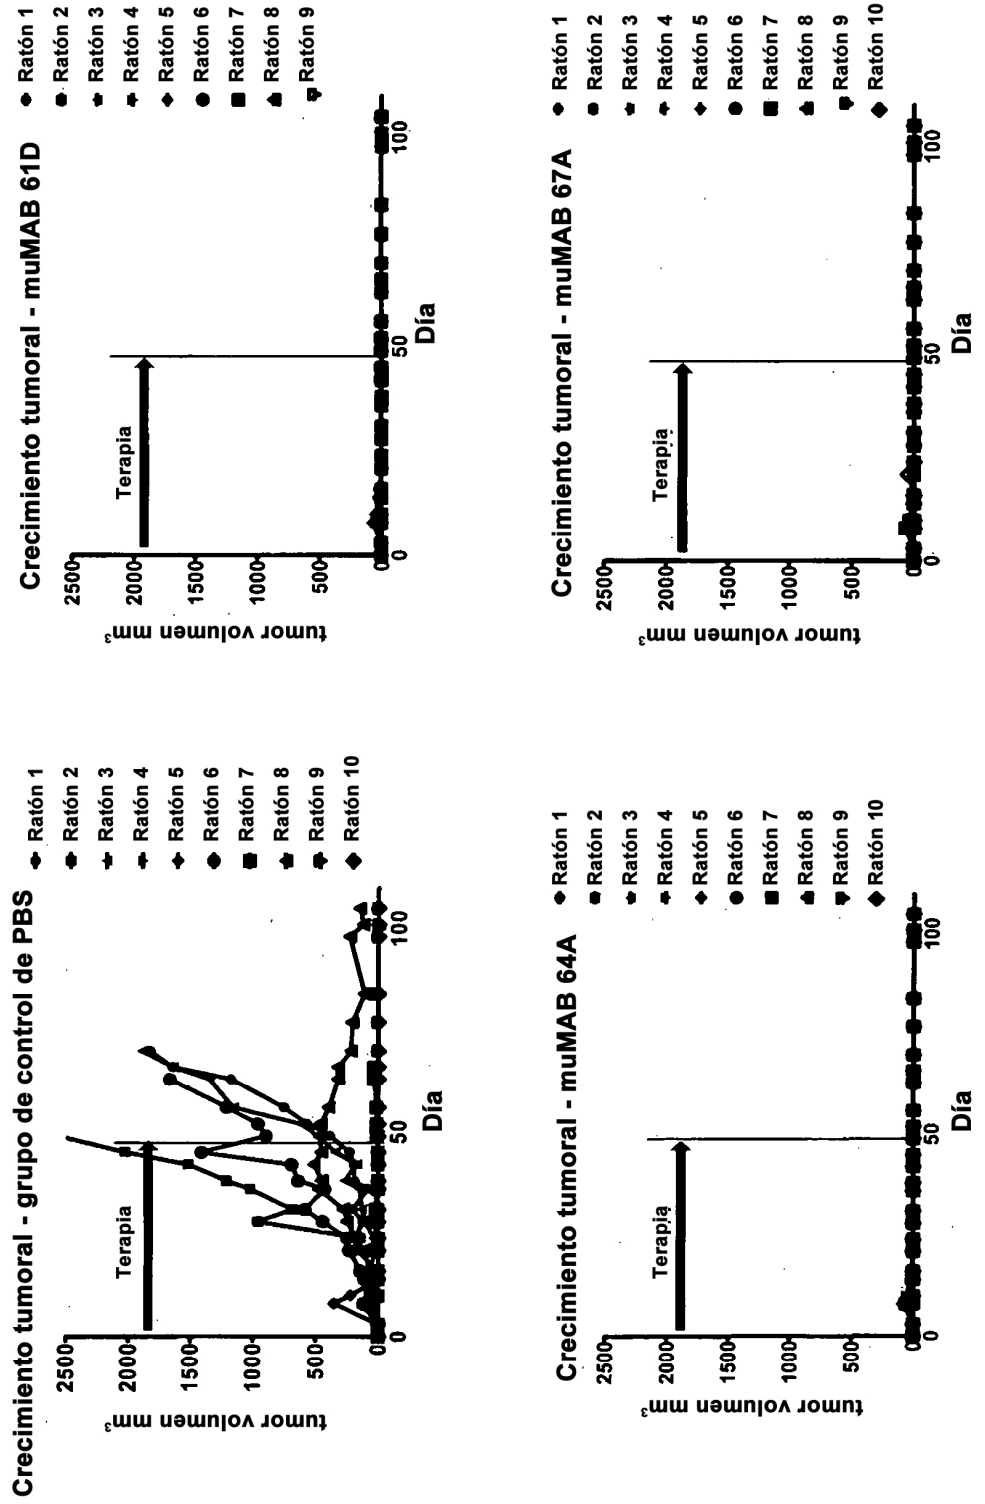 Crecimiento tumoral - grupo de control de PBS
tumor volumen mm³
2500
2000
1500
1000
500
0
Terapia
0
50
100
Día
Ratón 1
Ratón 2
Ratón 3
Ratón 4
Ratón 5
Ratón 6
Ratón 7
Ratón 8
Ratón 9
Ratón 10
Crecimiento tumoral - muMAB 61D
tumor volumen mm³
2500
2000
1500
1000
500
0
Terapia
0
50
100
Día
Ratón 1
Ratón 2
Ratón 3
Ratón 4
Ratón 5
Ratón 6
Ratón 7
Ratón 8
Ratón 9
Crecimiento tumoral - muMAB 64A
tumor volumen mm³
2500
2000
1500
1000
500
0
Terapia
0
50
100
Día
Ratón 1
Ratón 2
Ratón 3
Ratón 4
Ratón 5
Ratón 6
Ratón 7
Ratón 8
Ratón 9
Ratón 10
Crecimiento tumoral - muMAB 67A
tumor volumen mm³
2500
2000
1500
1000
500
0
Terapia
0
50
100
Día
Ratón 1
Ratón 2
Ratón 3
Ratón 4
Ratón 5
Ratón 6
Ratón 7
Ratón 8
Ratón 9
Ratón 10